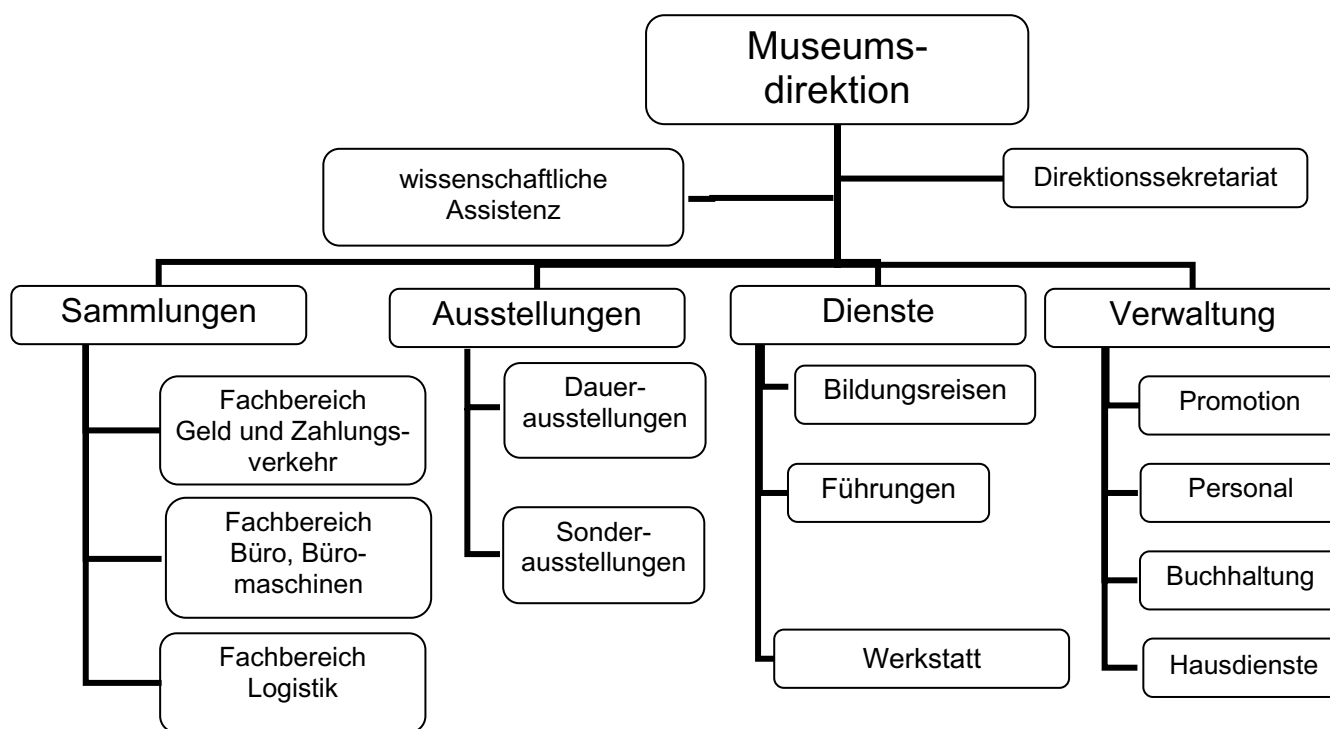 Museums-
direktion
wissenschaftliche
Assistenz
Direktionssekretariat
Sammlungen
Ausstellungen
Dienste
Verwaltung
Fachbereich
Geld und Zahlungs-
verkehr
Fachbereich
Büro, Büro-
maschinen
Fachbereich
Logistik
Dauer-
ausstellungen
Sonder-
ausstellungen
Bildungsreisen
Führungen
Werkstatt
Promotion
Personal
Buchhaltung
Hausdienste